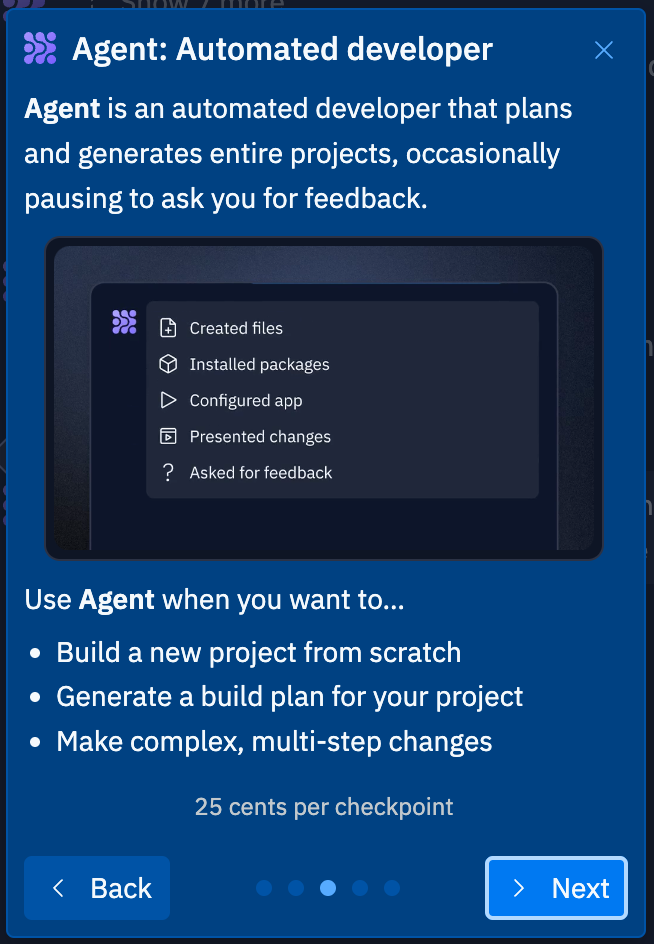 Show 7 more
Agent: Automated developer
Agent is an automated developer that plans
and generates entire projects, occasionally
pausing to ask you for feedback.
Created files
Installed packages
Configured app
Presented changes
Asked for feedback
Use Agent when you want to...
• Build a new project from scratch
• Generate a build plan for your project
• Make complex, multi-step changes
25 cents per checkpoint
Back
Next